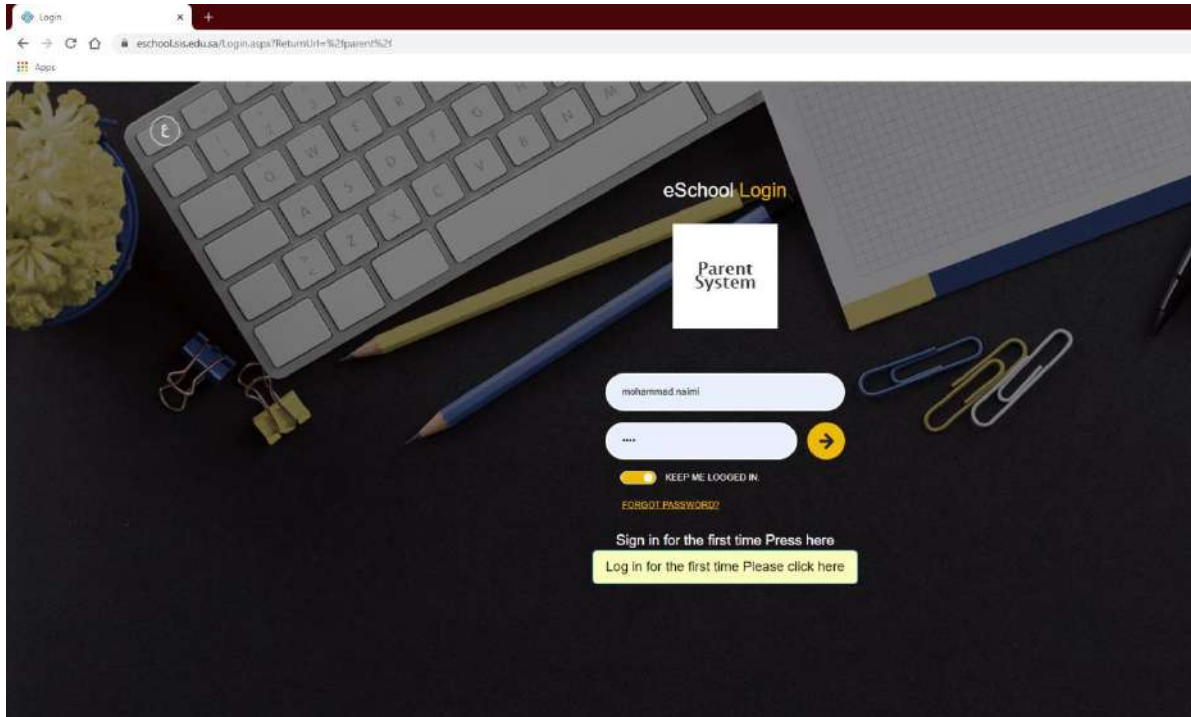 Login
eschool.sis.edu.sa/Login.aspx?ReturnUrl=%2fparent%2f
Apps
ع
eSchool Login
Parent
System
mohammad.naimi
KEEP ME LOGGED IN.
FORGOT PASSWORD?
Sign in for the first time Press here
Log in for the first time Please click here